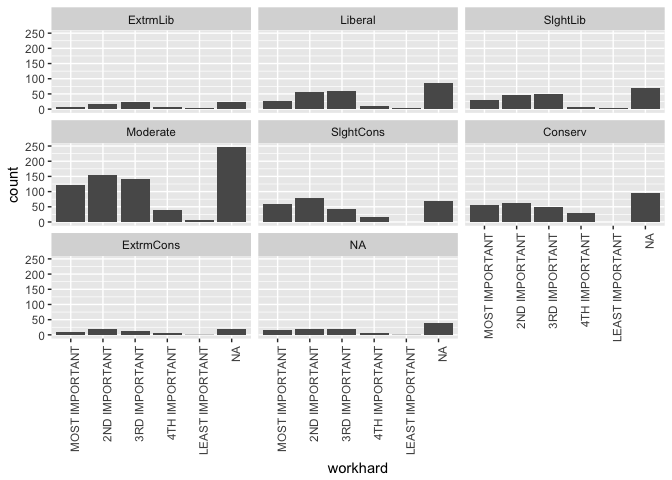 ExtrmLib Liberal SlghtLib
250
200
150
100
50
0
Moderate SlghtCons Conserv
250
200
150
100
50
0
count
ExtrmCons NA
250
200
150
100
50
0
MOST IMPORTANT
2ND IMPORTANT
3RD IMPORTANT
4TH IMPORTANT
LEAST IMPORTANT
NA
MOST IMPORTANT
2ND IMPORTANT
3RD IMPORTANT
4TH IMPORTANT
LEAST IMPORTANT
NA
MOST IMPORTANT
2ND IMPORTANT
3RD IMPORTANT
4TH IMPORTANT
LEAST IMPORTANT
NA
workhard